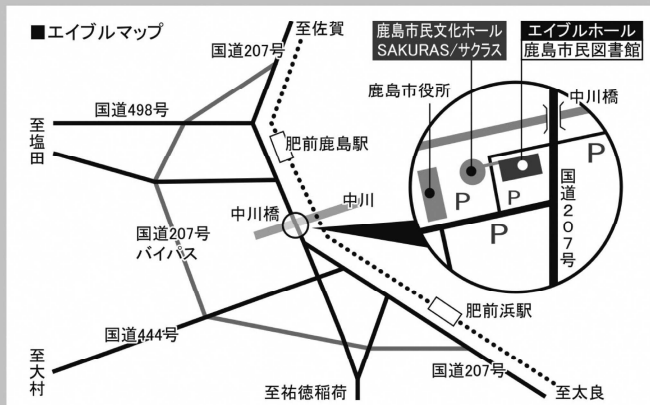 ■エイブルマップ
至佐賀
国道207号
国道498号
至塩田
肥前鹿島駅
中川橋
中川
国道207号
バイパス
国道444号
至大村
肥前浜駅
国道207号
至祐徳稲荷
至太良
鹿島市民文化ホール
SAKURAS/サクラス
エイブルホール
鹿島市民図書館
鹿島市役所
中川橋
P
P
P
P
国道207号